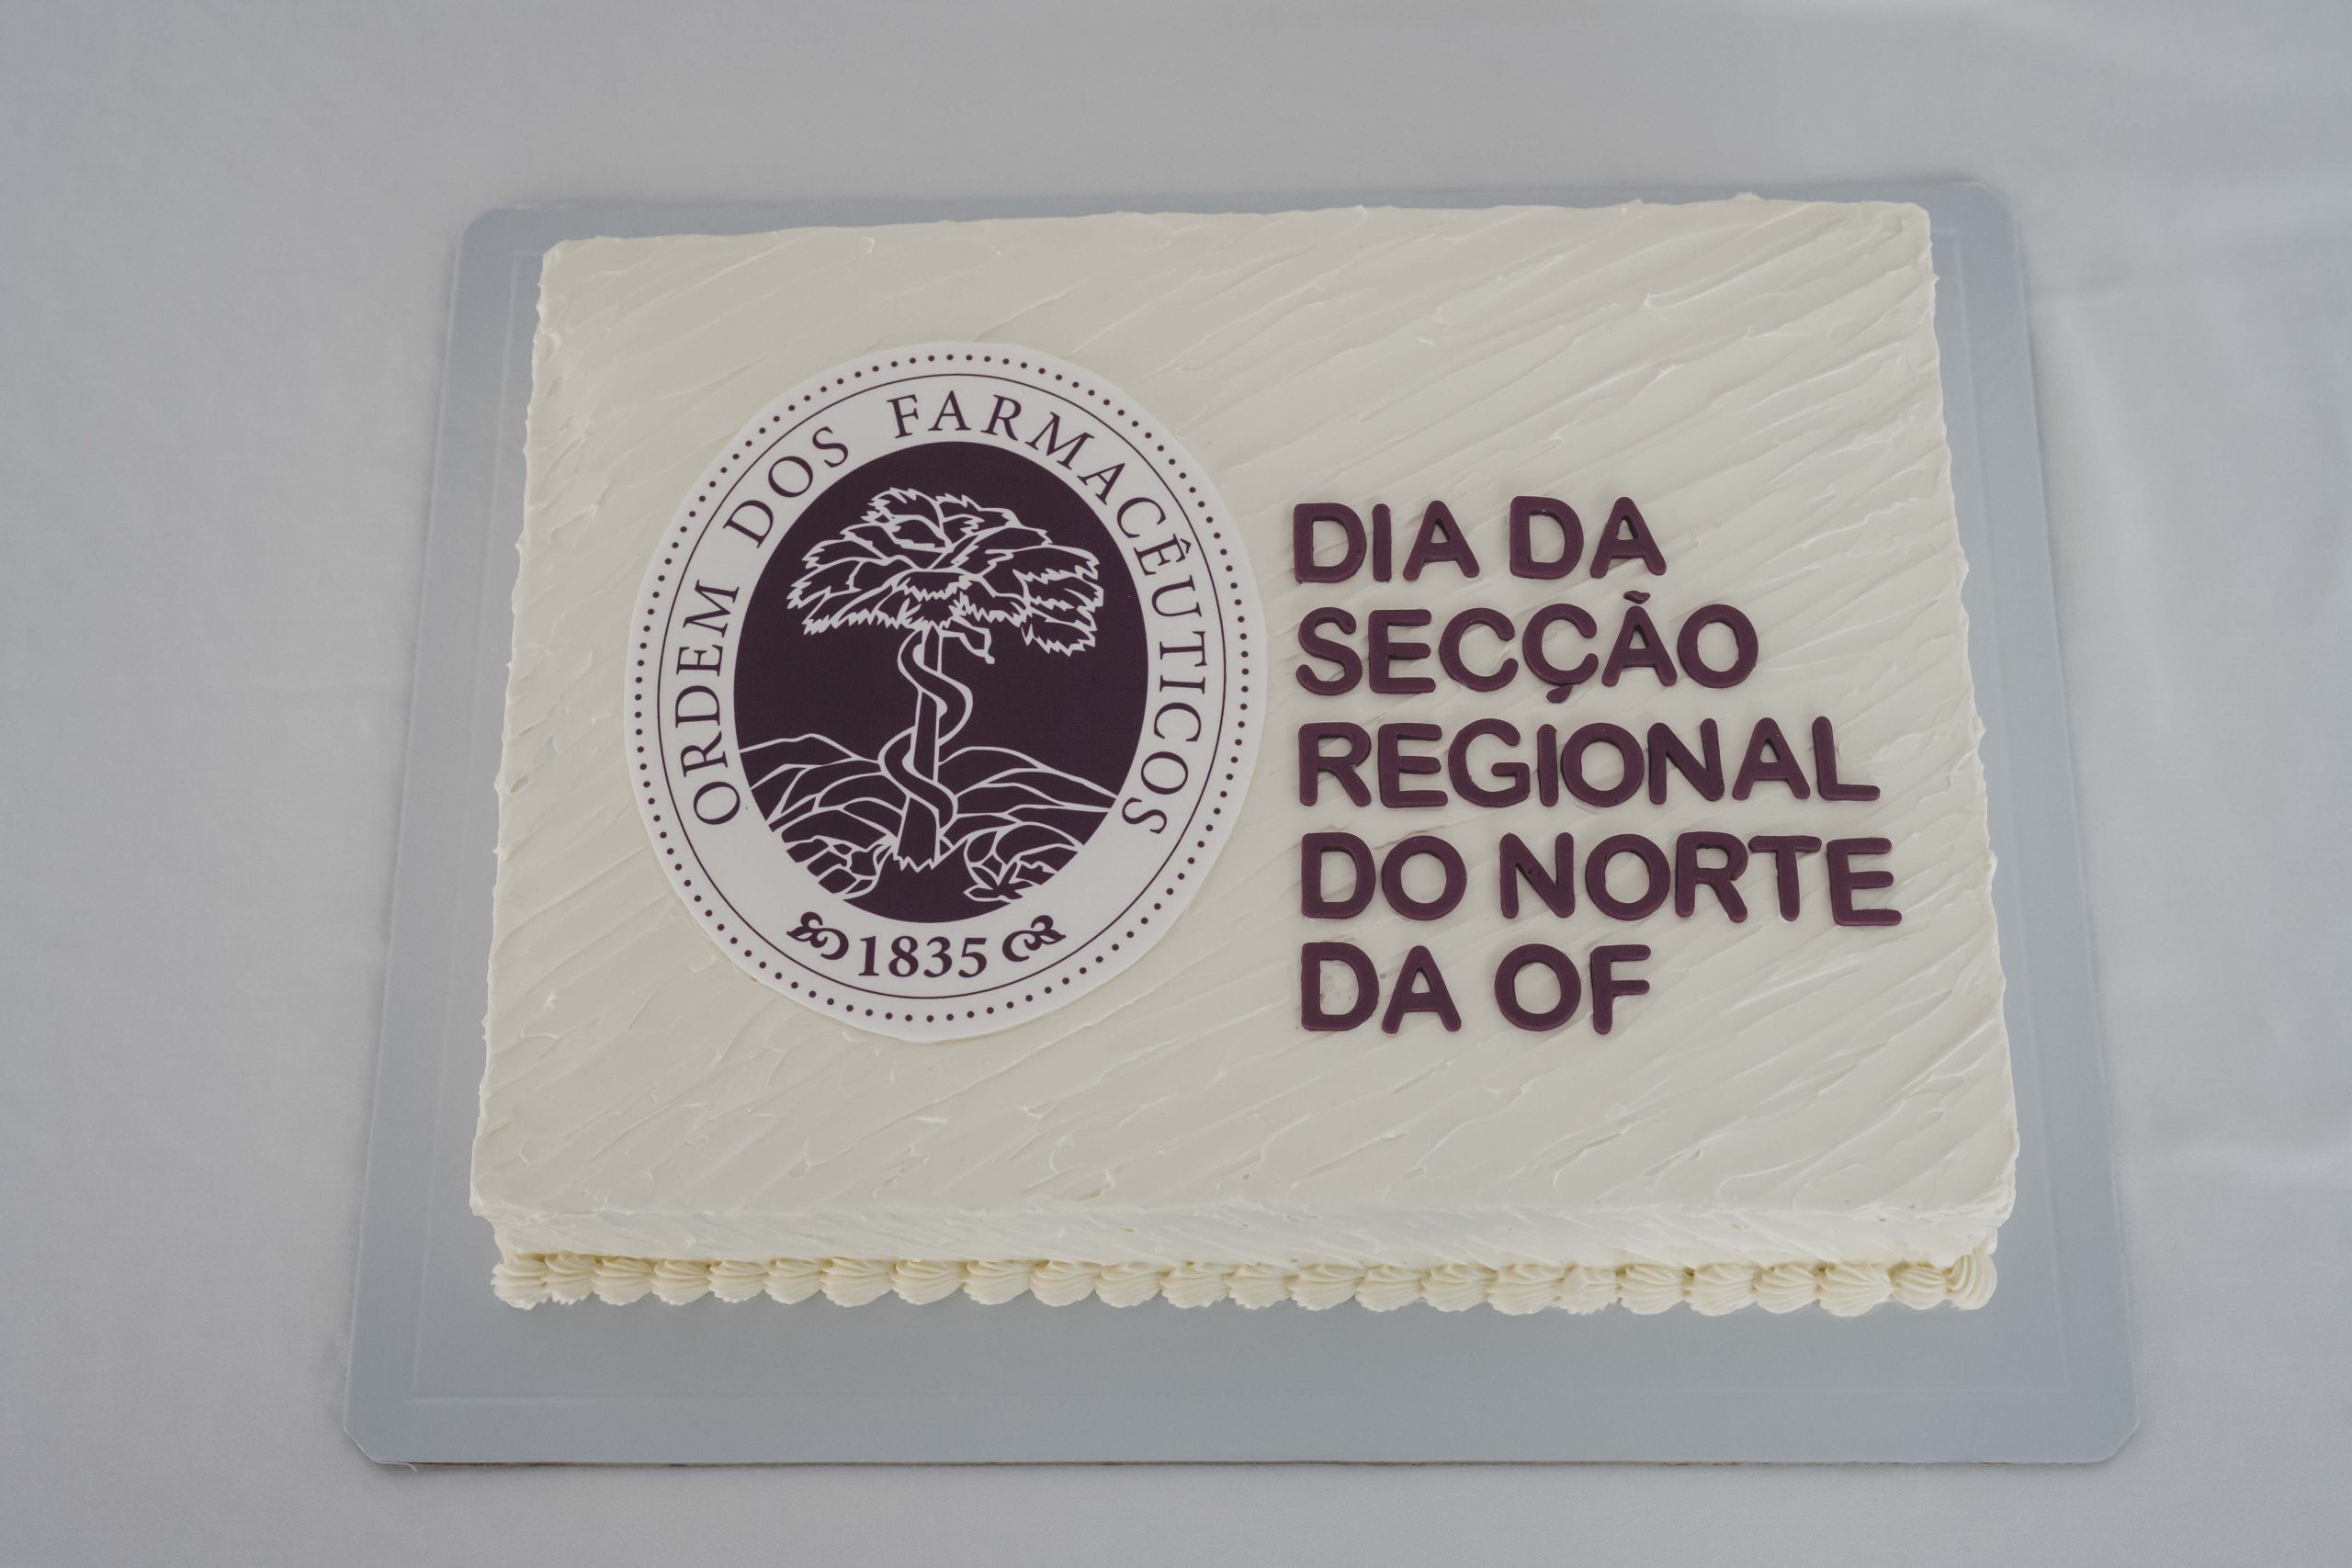 ORDEM DOS FARMACÊUTICOS
1835
DIA DA
SECÇÃO
REGIONAL
DO NORTE
DA OF